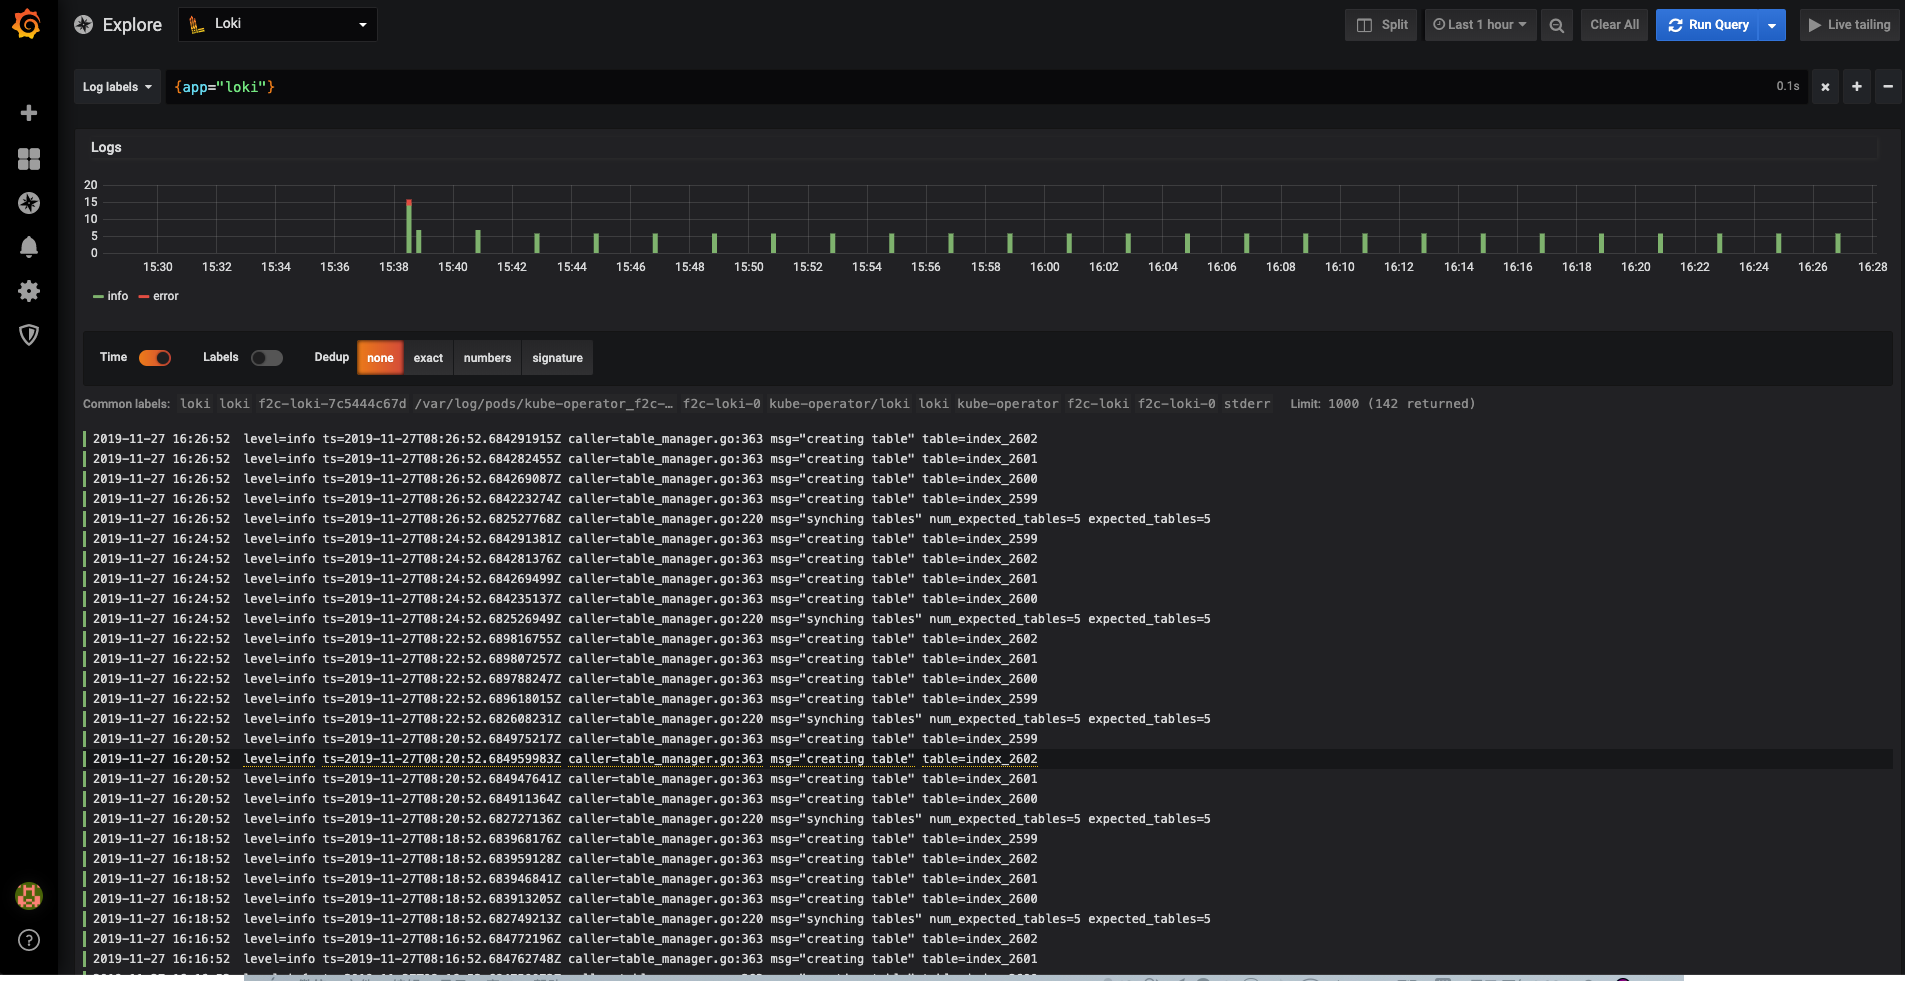 Explore
Loki
Split
Last 1 hour
Clear All
Run Query
Live tailing
Log labels
{app="loki"}
0.1s
Logs
20
15
10
5
0
15:30 15:32 15:34 15:36 15:38 15:40 15:42 15:44 15:46 15:48 15:50 15:52 15:54 15:56 15:58 16:00 16:02 16:04 16:06 16:08 16:10 16:12 16:14 16:16 16:18 16:20 16:22 16:24 16:26 16:28
info error
Time Labels Dedup none exact numbers signature
Common labels: loki loki f2c-loki-7c5444c67d /var/log/pods/kube-operator_f2c-… f2c-loki-0 kube-operator/loki loki kube-operator f2c-loki f2c-loki-0 stderr Limit: 1000 (142 returned)
2019-11-27 16:26:52 level=info ts=2019-11-27T08:26:52.684291915Z caller=table_manager.go:363 msg="creating table" table=index_2602
2019-11-27 16:26:52 level=info ts=2019-11-27T08:26:52.684282455Z caller=table_manager.go:363 msg="creating table" table=index_2601
2019-11-27 16:26:52 level=info ts=2019-11-27T08:26:52.684269087Z caller=table_manager.go:363 msg="creating table" table=index_2600
2019-11-27 16:26:52 level=info ts=2019-11-27T08:26:52.684223274Z caller=table_manager.go:363 msg="creating table" table=index_2599
2019-11-27 16:26:52 level=info ts=2019-11-27T08:26:52.682527768Z caller=table_manager.go:220 msg="synching tables" num_expected_tables=5 expected_tables=5
2019-11-27 16:24:52 level=info ts=2019-11-27T08:24:52.684291381Z caller=table_manager.go:363 msg="creating table" table=index_2599
2019-11-27 16:24:52 level=info ts=2019-11-27T08:24:52.684281376Z caller=table_manager.go:363 msg="creating table" table=index_2602
2019-11-27 16:24:52 level=info ts=2019-11-27T08:24:52.684269499Z caller=table_manager.go:363 msg="creating table" table=index_2601
2019-11-27 16:24:52 level=info ts=2019-11-27T08:24:52.684235137Z caller=table_manager.go:363 msg="creating table" table=index_2600
2019-11-27 16:24:52 level=info ts=2019-11-27T08:24:52.682526949Z caller=table_manager.go:220 msg="synching tables" num_expected_tables=5 expected_tables=5
2019-11-27 16:22:52 level=info ts=2019-11-27T08:22:52.689816755Z caller=table_manager.go:363 msg="creating table" table=index_2602
2019-11-27 16:22:52 level=info ts=2019-11-27T08:22:52.689807257Z caller=table_manager.go:363 msg="creating table" table=index_2601
2019-11-27 16:22:52 level=info ts=2019-11-27T08:22:52.689788247Z caller=table_manager.go:363 msg="creating table" table=index_2600
2019-11-27 16:22:52 level=info ts=2019-11-27T08:22:52.689618015Z caller=table_manager.go:363 msg="creating table" table=index_2599
2019-11-27 16:22:52 level=info ts=2019-11-27T08:22:52.682608231Z caller=table_manager.go:220 msg="synching tables" num_expected_tables=5 expected_tables=5
2019-11-27 16:20:52 level=info ts=2019-11-27T08:20:52.684975217Z caller=table_manager.go:363 msg="creating table" table=index_2599
2019-11-27 16:20:52 level=info ts=2019-11-27T08:20:52.684959983Z caller=table_manager.go:363 msg="creating table" table=index_2602
2019-11-27 16:20:52 level=info ts=2019-11-27T08:20:52.684947641Z caller=table_manager.go:363 msg="creating table" table=index_2601
2019-11-27 16:20:52 level=info ts=2019-11-27T08:20:52.684911364Z caller=table_manager.go:363 msg="creating table" table=index_2600
2019-11-27 16:20:52 level=info ts=2019-11-27T08:20:52.682727136Z caller=table_manager.go:220 msg="synching tables" num_expected_tables=5 expected_tables=5
2019-11-27 16:18:52 level=info ts=2019-11-27T08:18:52.683968176Z caller=table_manager.go:363 msg="creating table" table=index_2599
2019-11-27 16:18:52 level=info ts=2019-11-27T08:18:52.683959128Z caller=table_manager.go:363 msg="creating table" table=index_2602
2019-11-27 16:18:52 level=info ts=2019-11-27T08:18:52.683946841Z caller=table_manager.go:363 msg="creating table" table=index_2601
2019-11-27 16:18:52 level=info ts=2019-11-27T08:18:52.683913205Z caller=table_manager.go:363 msg="creating table" table=index_2600
2019-11-27 16:18:52 level=info ts=2019-11-27T08:18:52.682749213Z caller=table_manager.go:220 msg="synching tables" num_expected_tables=5 expected_tables=5
2019-11-27 16:16:52 level=info ts=2019-11-27T08:16:52.684772196Z caller=table_manager.go:363 msg="creating table" table=index_2602
2019-11-27 16:16:52 level=info ts=2019-11-27T08:16:52.684762748Z caller=table_manager.go:363 msg="creating table" table=index_2601